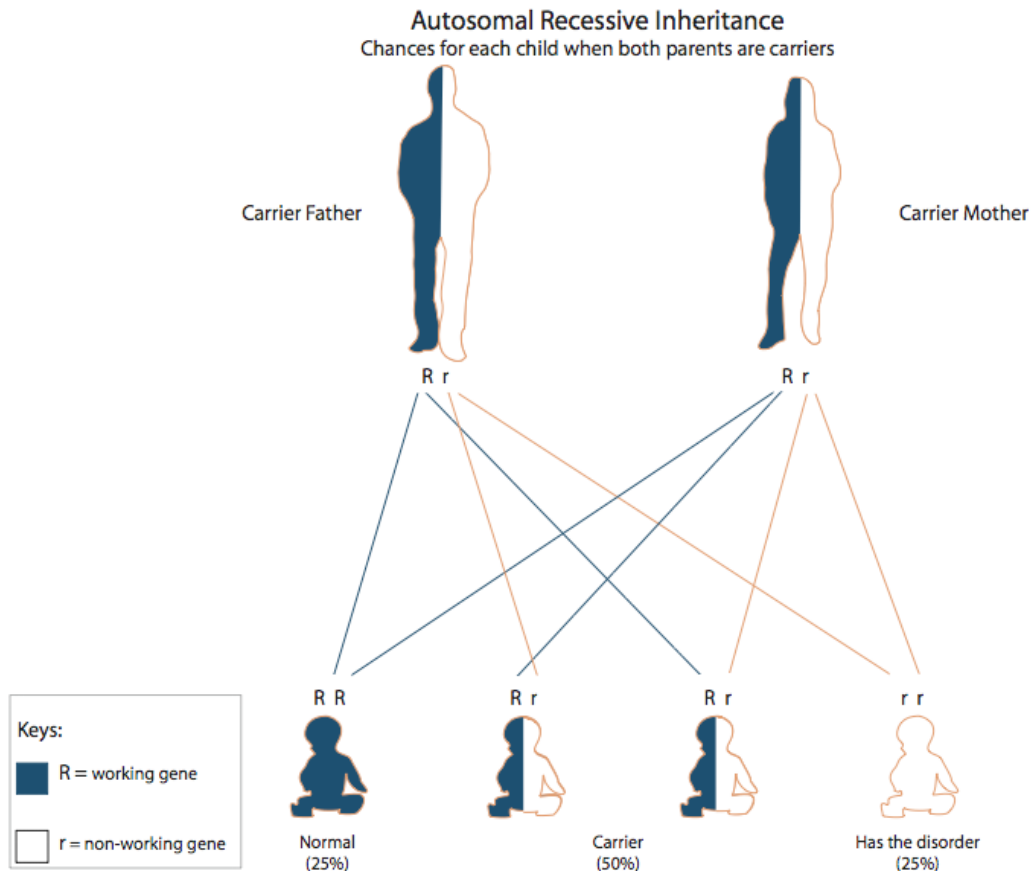 Autosomal Recessive Inheritance
Chances for each child when both parents are carriers
Carrier Father
Carrier Mother
R r
R r
R R
R r
R r
r r
Keys:
R = working gene
r = non-working gene
Normal
(25%)
Carrier
(50%)
Has the disorder
(25%)